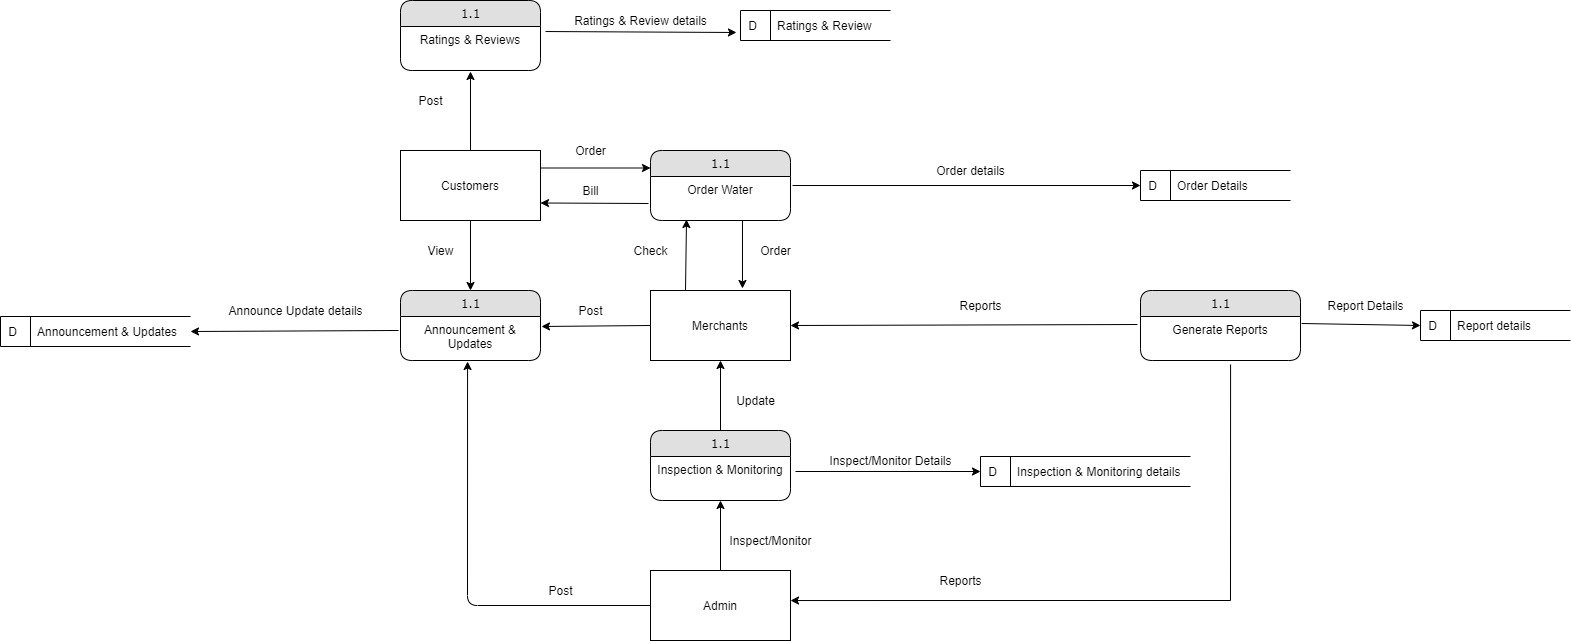 1.1
Ratings & Reviews
Ratings & Review details
D
Ratings & Review
Post
Customers
Order
Bill
1.1
Order Water
Order details
D
Order Details
View
Check
Order
D
Announcement & Updates
Announce Update details
1.1
Announcement &
Updates
Post
Merchants
Reports
1.1
Generate Reports
Report Details
D
Report details
Update
1.1
Inspection & Monitoring
Inspect/Monitor Details
D
Inspection & Monitoring details
Inspect/Monitor
Post
Admin
Reports